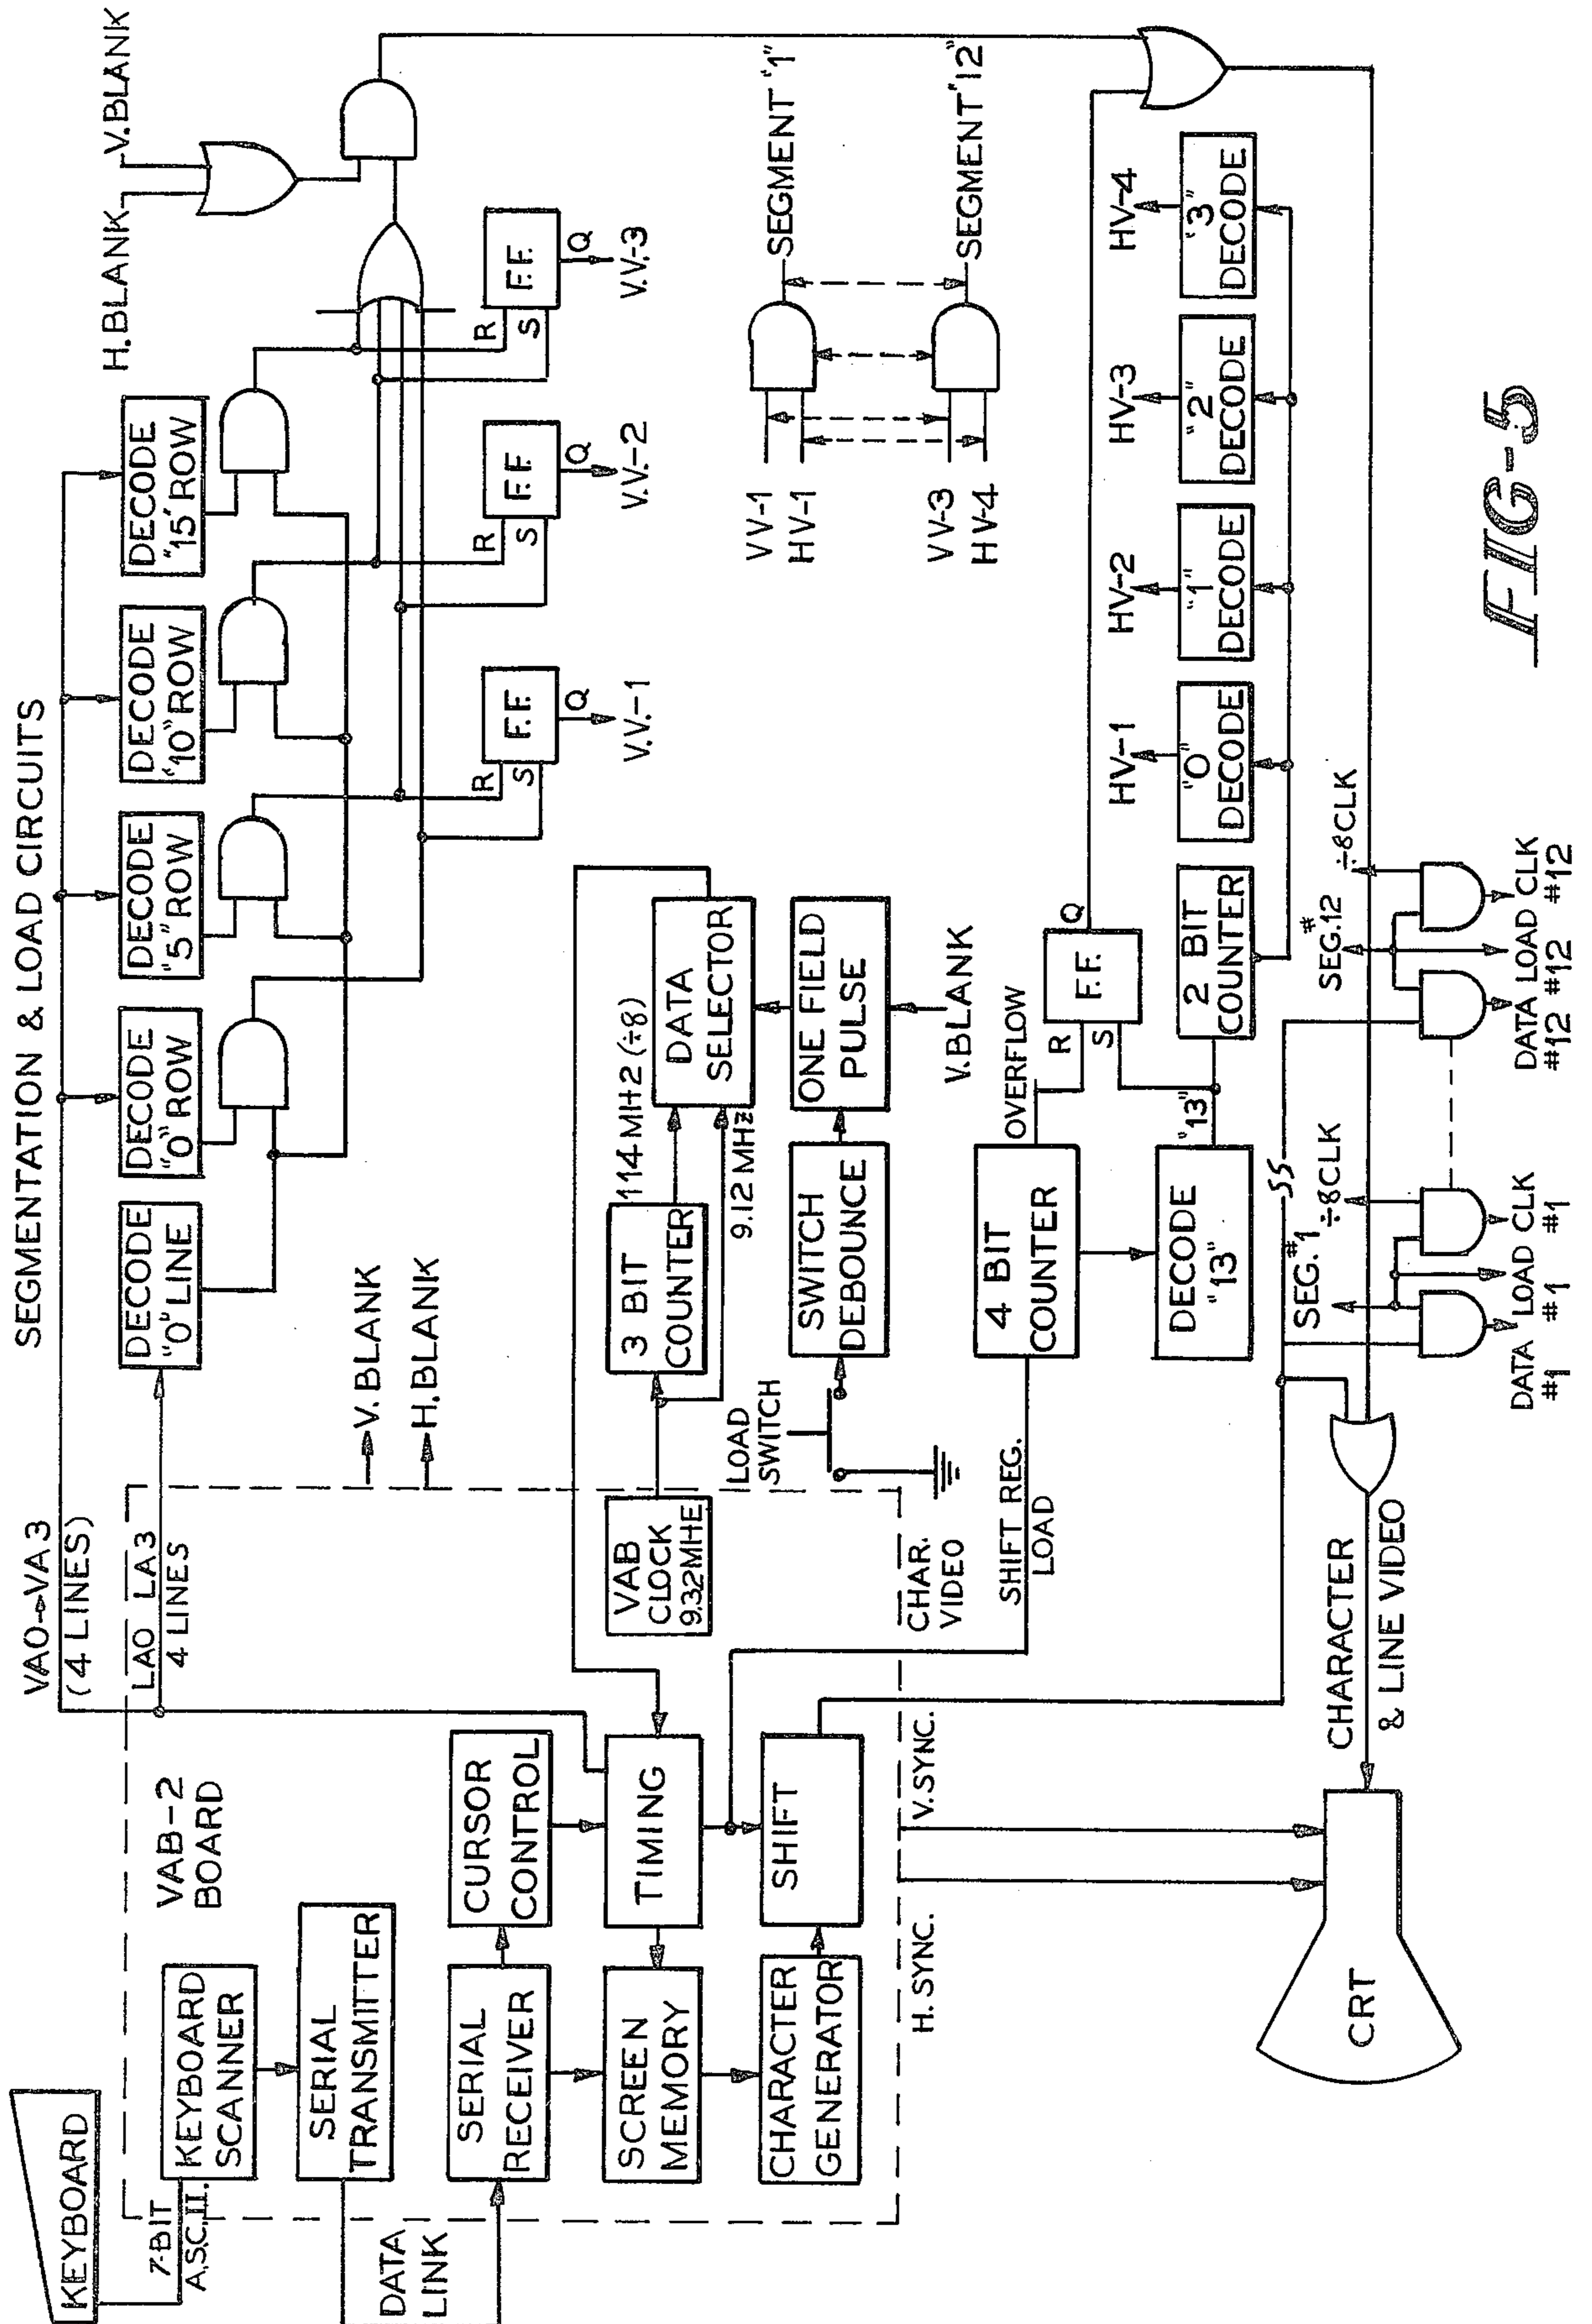 SEGMENTATION & LOAD CIRCUITS
KEYBOARD
7-BIT
A.S.C.II.
DATA
LINK
VAB-2
BOARD
KEYBOARD
SCANNER
SERIAL
TRANSMITTER
SERIAL
RECEIVER
CURSOR
CONTROL
SCREEN
MEMORY
TIMING
CHARACTER
GENERATOR
SHIFT
VAB
CLOCK
9.32MHE
VAO→VA3
(4 LINES)
LAO LA3
4 LINES
V. BLANK
H. BLANK
DECODE
"0" LINE
DECODE
"0" ROW
DECODE
"5" ROW
DECODE
"10" ROW
DECODE
"15' ROW
H.BLANK
V.BLANK
R
S
F.F.
Q
V.V.-1
R
S
F.F.
Q
V.V.-2
R
S
F.F.
Q
V.V.-3
3 BIT
COUNTER
114 MH2 (÷8)
9.12 MHz
DATA
SELECTOR
LOAD
SWITCH
SWITCH
DEBOUNCE
ONE FIELD
PULSE
V.BLANK
VV-1
HV-1
SEGMENT "1"
VV-3
HV-4
SEGMENT "12"
CHAR.
VIDEO
SHIFT REG.
LOAD
4 BIT
COUNTER
OVERFLOW
R
S
F.F.
Q
DECODE
"13"
"13"
2 BIT
COUNTER
HV-1
HV-2
HV-3
HV-4
"0"
DECODE
"1"
DECODE
"2"
DECODE
"3"
DECODE
H. SYNC.
V. SYNC.
CRT
CHARACTER
& LINE VIDEO
SEG.#1
÷8CLK
SS
SEG.#12
÷8CLK
DATA
#1
LOAD
#1
CLK
#1
DATA
#12
LOAD
#12
CLK
#12
FIG-5